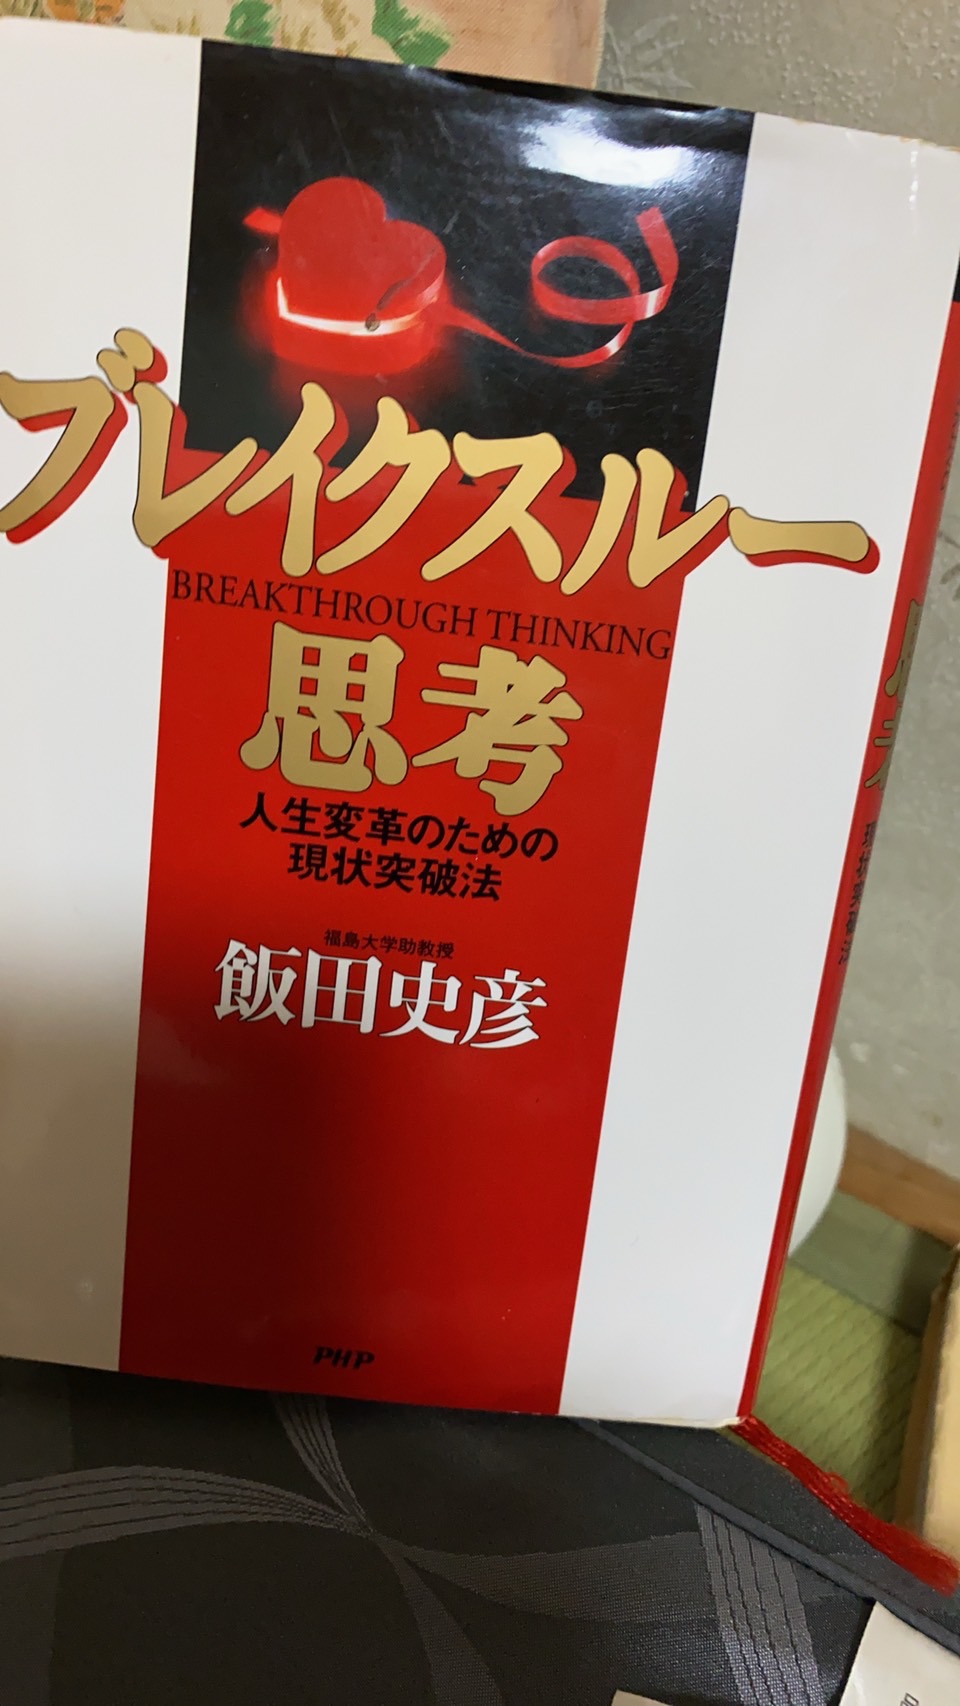 ブレイクスルー
BREAKTHROUGH THINKING
思考
人生変革のための
現状突破法
福島大学助教授
飯田史彦
PHP